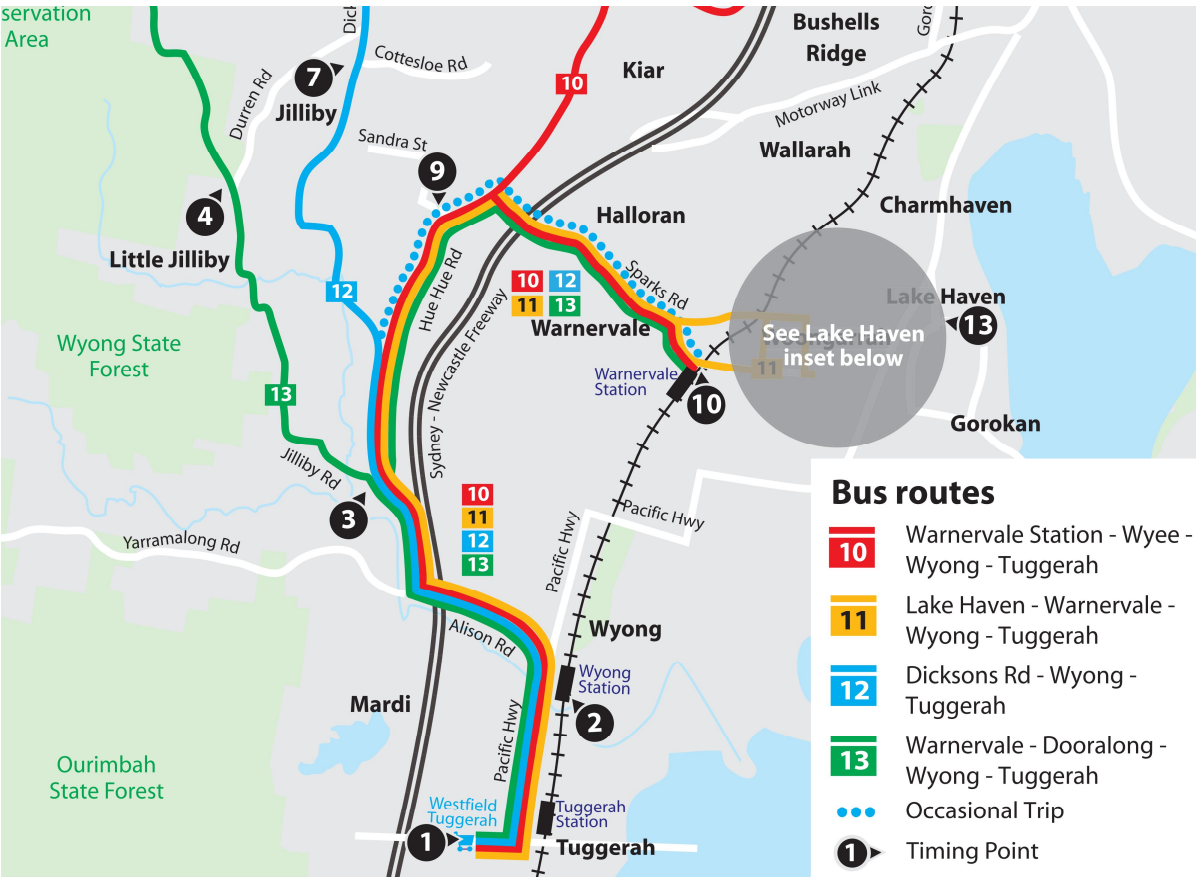 servation
Area
Dick
7
Jilliby
Cottesloe Rd
Durren Rd
Sandra St
9
10
Kiar
Bushells
Ridge
Motorway Link
Wallarah
Charmhaven
4
Little Jilliby
12
Hue Hue Rd
Halloran
Sparks Rd
10
12
11
13
Warnervale
Sydney - Newcastle Freeway
Lake Haven
13
See Lake Haven
inset below
11
Wyong State
Forest
13
Warnervale
Station
10
Gorokan
Jilliby Rd
3
10
11
12
13
Pacific Hwy
Pacific Hwy
Yarramalong Rd
Alison Rd
Wyong
Wyong
Station
2
Mardi
Pacific Hwy
Ourimbah
State Forest
Westfield
Tuggerah
1
Tuggerah
Station
Tuggerah
Bus routes
10
Warnervale Station - Wyee -
Wyong - Tuggerah
11
Lake Haven - Warnervale -
Wyong - Tuggerah
12
Dicksons Rd - Wyong -
Tuggerah
13
Warnervale - Dooralong -
Wyong - Tuggerah
Occasional Trip
1
Timing Point